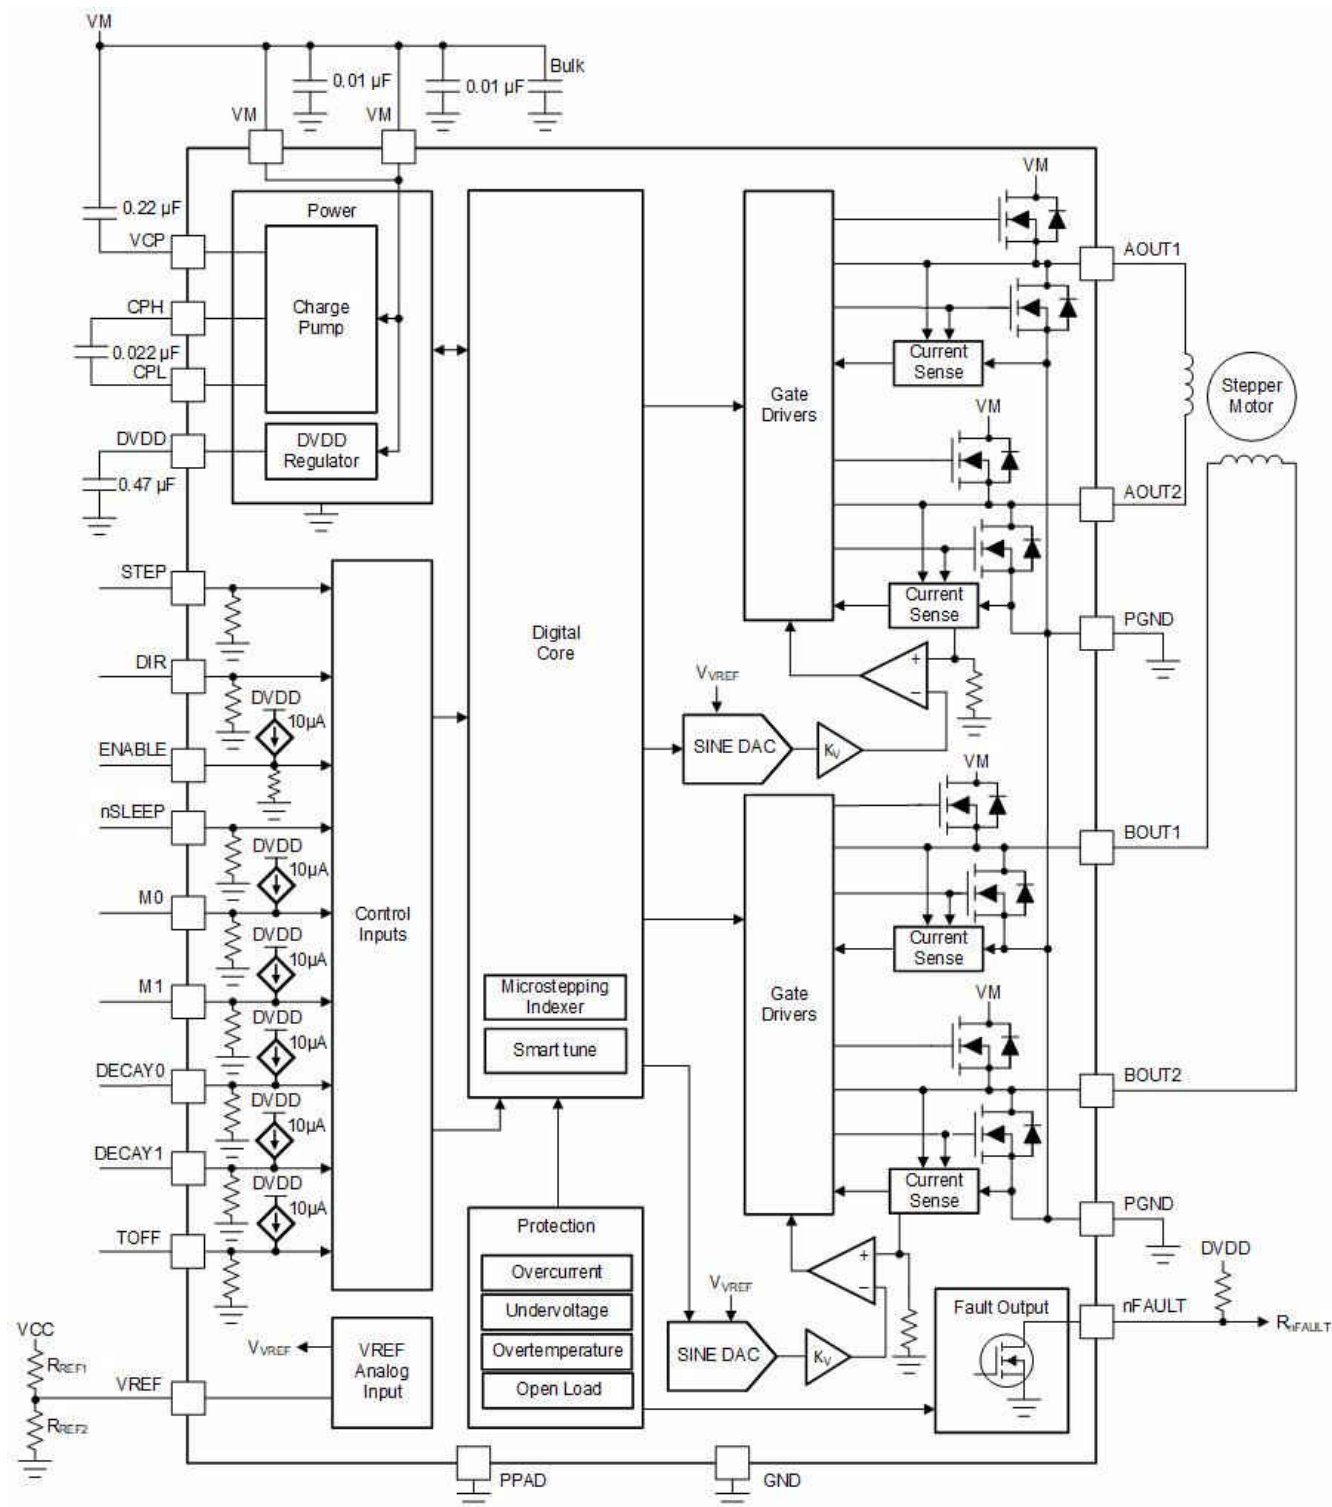 VM
0.01 µF
0.01 µF
Bulk
VM
VM
VM
0.22 µF
VCP
Power
Charge
Pump
CPH
0.022 µF
CPL
DVDD
0.47 µF
DVDD
Regulator
AOUT1
Current
Sense
Gate
Drivers
Stepper
Motor
VM
AOUT2
Current
Sense
PGND
STEP
DIR
DVDD
10µA
ENABLE
nSLEEP
DVDD
10µA
M0
DVDD
10µA
M1
DVDD
10µA
DECAY0
DVDD
10µA
DECAY1
DVDD
10µA
TOFF
Control
Inputs
Digital
Core
Microstepping
Indexer
Smart tune
+
−
VVREF
SINE DAC
KV
VM
BOUT1
Current
Sense
Gate
Drivers
VM
BOUT2
Current
Sense
PGND
Protection
Overcurrent
Undervoltage
Overtemperature
Open Load
+
−
VVREF
SINE DAC
KV
DVDD
Fault Output
nFAULT
RnFAULT
VCC
RREF1
VREF
RREF2
VVREF
VREF
Analog
Input
PPAD
GND